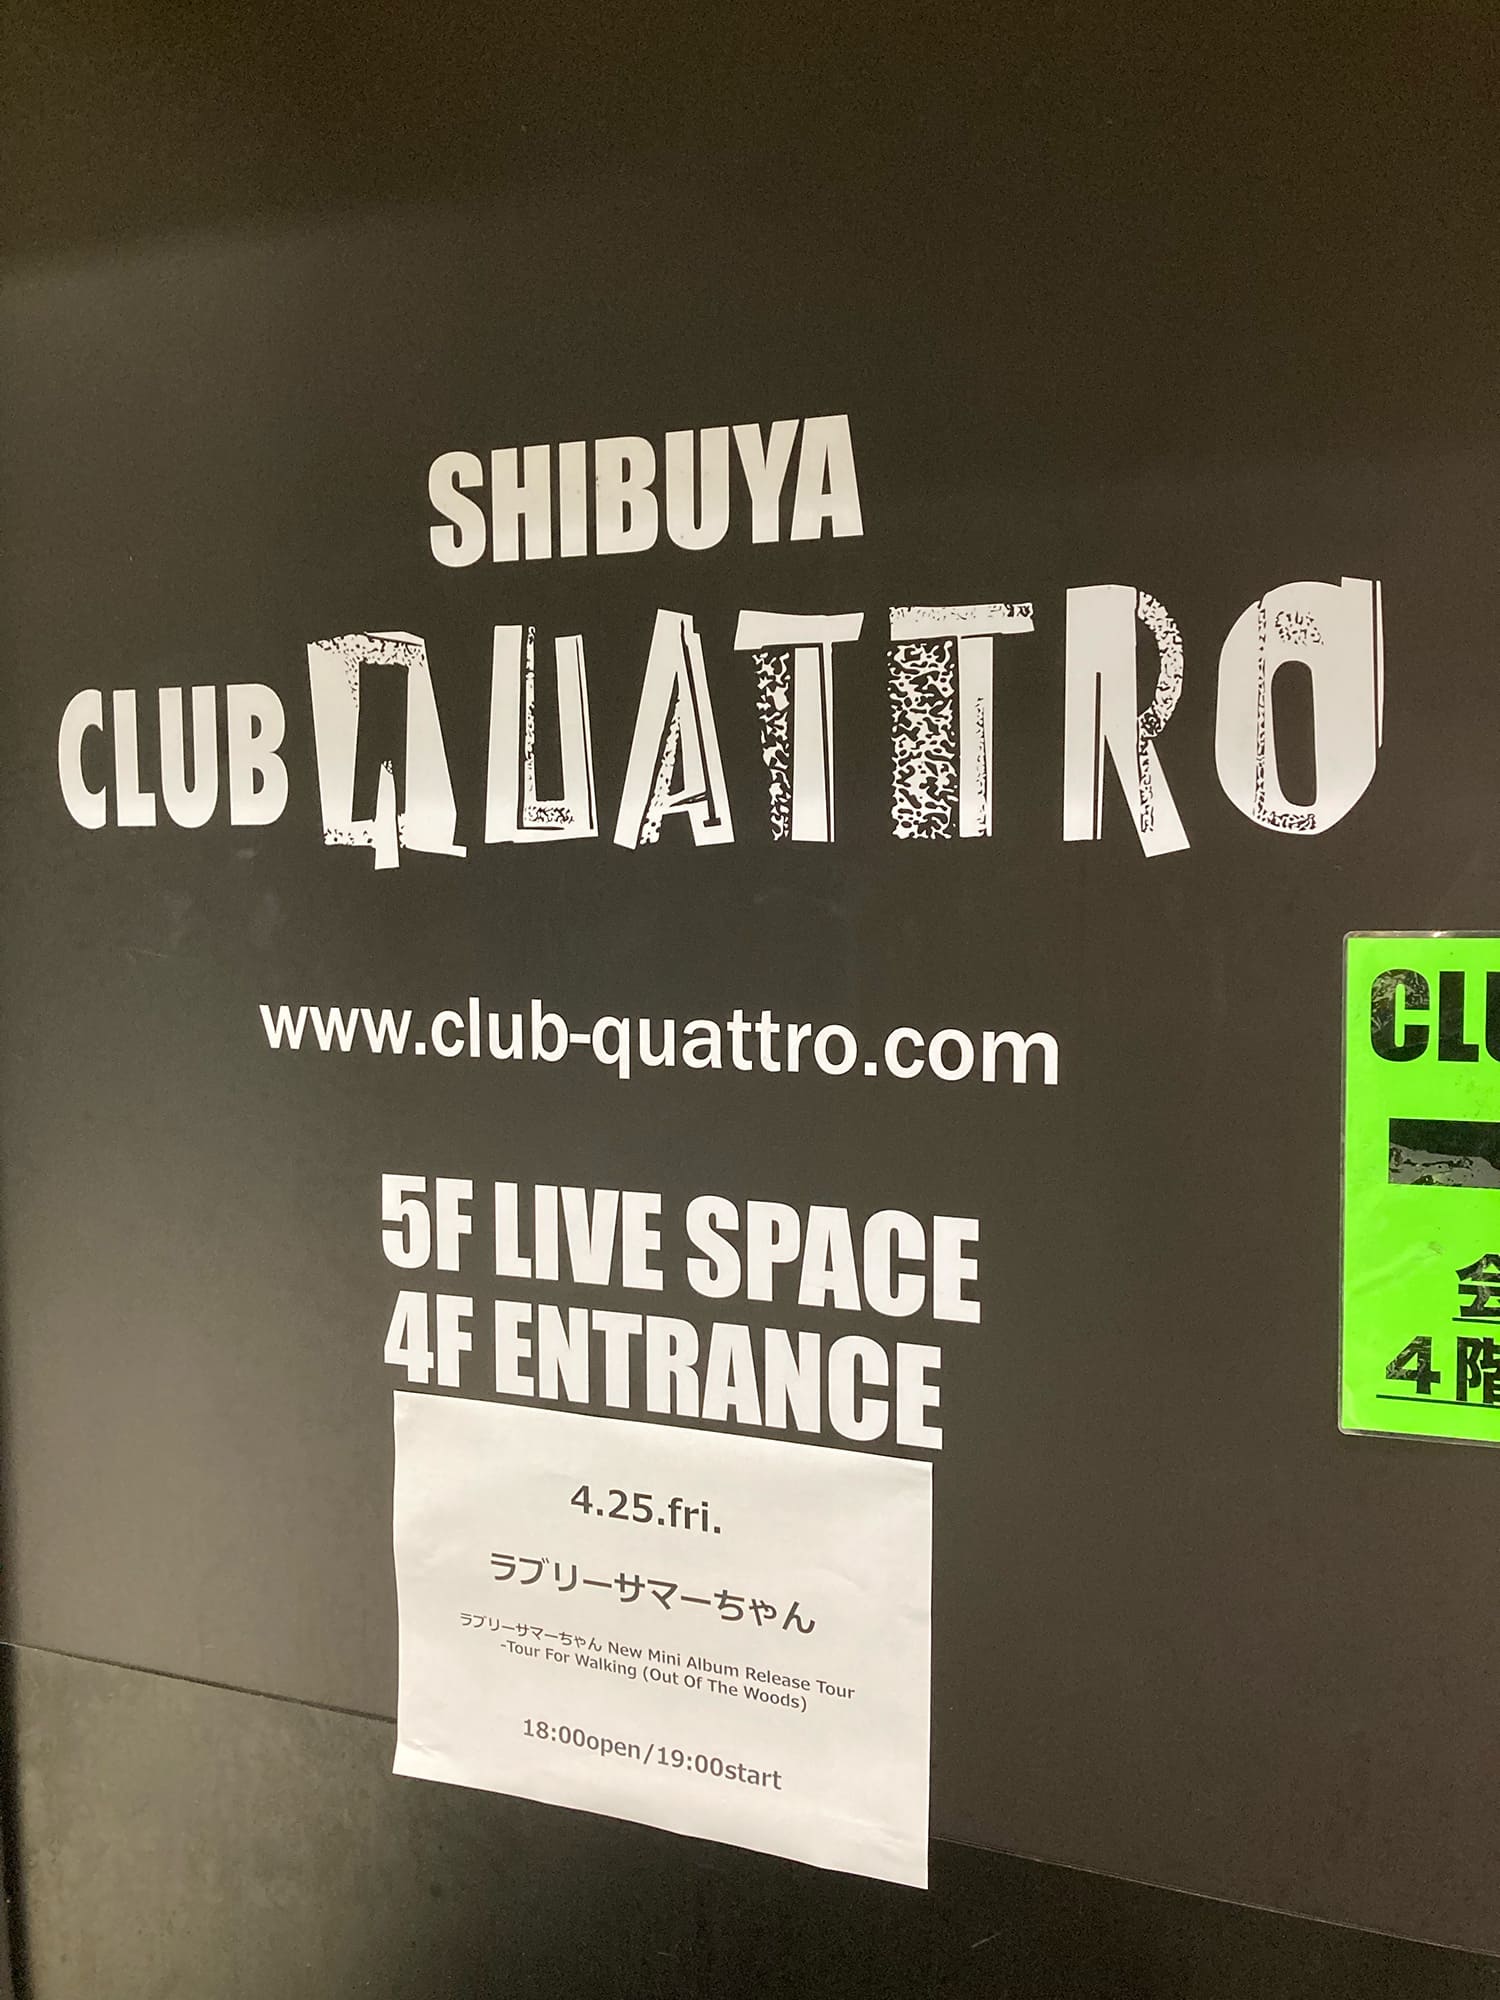 SHIBUYA
CLUB QUATTRO
www.club-quattro.com
5F LIVE SPACE
4F ENTRANCE
4.25.fri.
ラブリーサマーちゃん
ラブリーサマーちゃん New Mini Album Release Tour
-Tour For Walking (Out Of The Woods)
18:00open/19:00start
CLU
会
4階